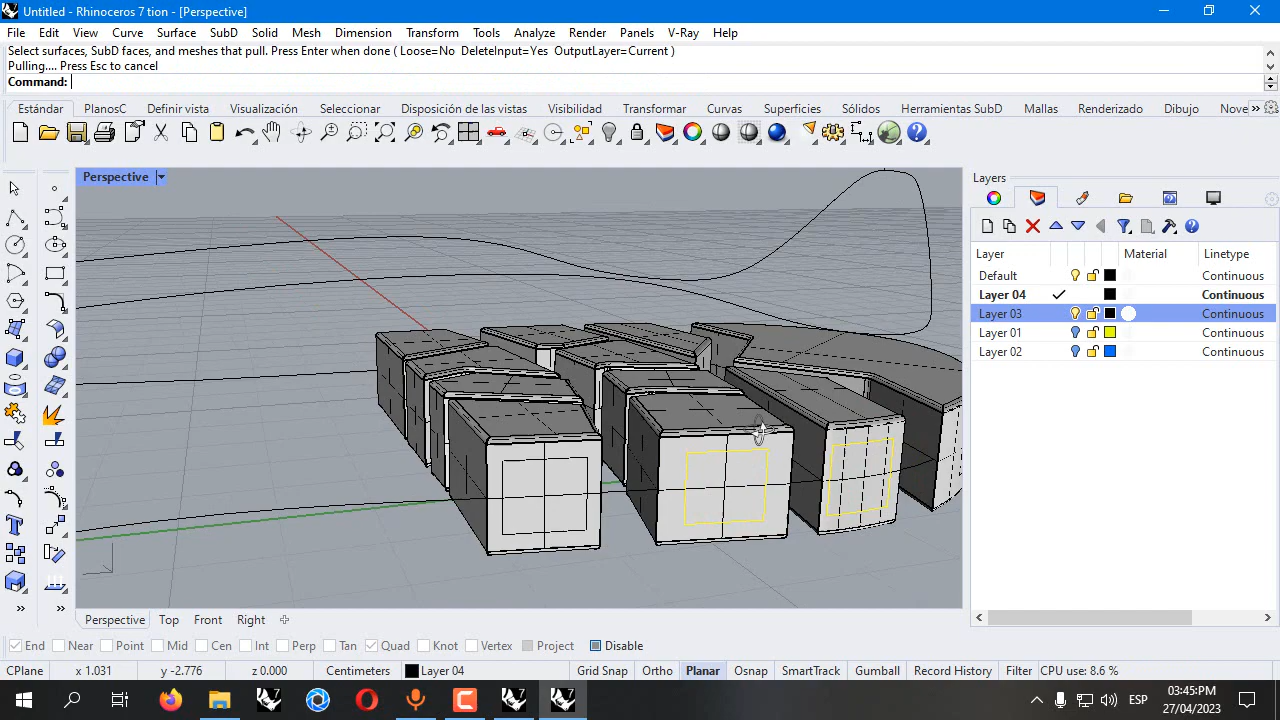 Untitled - Rhinoceros 7 tion - [Perspective]
File Edit View Curve Surface SubD Solid Mesh Dimension Transform Tools Analyze Render Panels V-Ray Help
Select surfaces, SubD faces, and meshes that pull. Press Enter when done ( Loose=No DeleteInput=Yes OutputLayer=Current )
Pulling.... Press Esc to cancel
Command:
Estándar PlanosC Definir vista Visualización Seleccionar Disposición de las vistas Visibilidad Transformar Curvas Superficies Sólidos Herramientas SubD Mallas Renderizado Dibujo Nove
Perspective
Layers
Layer Material Linetype
Default Continuous
Layer 04 Continuous
Layer 03 Continuous
Layer 01 Continuous
Layer 02 Continuous
Perspective Top Front Right
End Near Point Mid Cen Int Perp Tan Quad Knot Vertex Project Disable
CPlane x 1.031 y -2.776 z 0.000 Centimeters Layer 04 Grid Snap Ortho Planar Osnap SmartTrack Gumball Record History Filter CPU use: 8.6 %
ESP 03:45:PM
27/04/2023